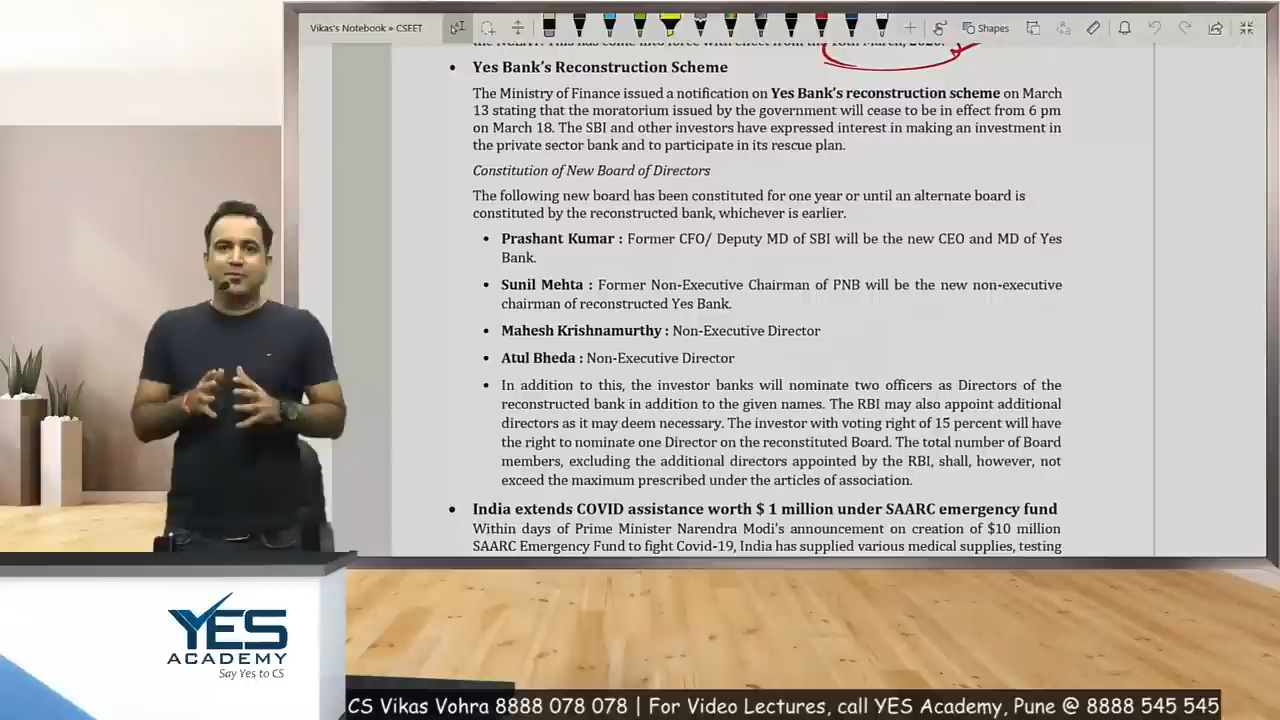 Vikas's Notebook » CSEET
Shapes
the NCLAT. This has come into force with effect from the 18th March, 2020.
• Yes Bank's Reconstruction Scheme
The Ministry of Finance issued a notification on Yes Bank's reconstruction scheme on March
13 stating that the moratorium issued by the government will cease to be in effect from 6 pm
on March 18. The SBI and other investors have expressed interest in making an investment in
the private sector bank and to participate in its rescue plan.
Constitution of New Board of Directors
The following new board has been constituted for one year or until an alternate board is
constituted by the reconstructed bank, whichever is earlier.
• Prashant Kumar : Former CFO/ Deputy MD of SBI will be the new CEO and MD of Yes
Bank.
• Sunil Mehta : Former Non-Executive Chairman of PNB will be the new non-executive
chairman of reconstructed Yes Bank.
• Mahesh Krishnamurthy : Non-Executive Director
• Atul Bheda : Non-Executive Director
• In addition to this, the investor banks will nominate two officers as Directors of the
reconstructed bank in addition to the given names. The RBI may also appoint additional
directors as it may deem necessary. The investor with voting right of 15 percent will have
the right to nominate one Director on the reconstituted Board. The total number of Board
members, excluding the additional directors appointed by the RBI, shall, however, not
exceed the maximum prescribed under the articles of association.
• India extends COVID assistance worth $ 1 million under SAARC emergency fund
Within days of Prime Minister Narendra Modi's announcement on creation of $10 million
SAARC Emergency Fund to fight Covid-19, India has supplied various medical supplies, testing
YES
ACADEMY
Say Yes to CS
CS Vikas Vohra 8888 078 078 | For Video Lectures, call YES Academy, Pune @ 8888 545 545